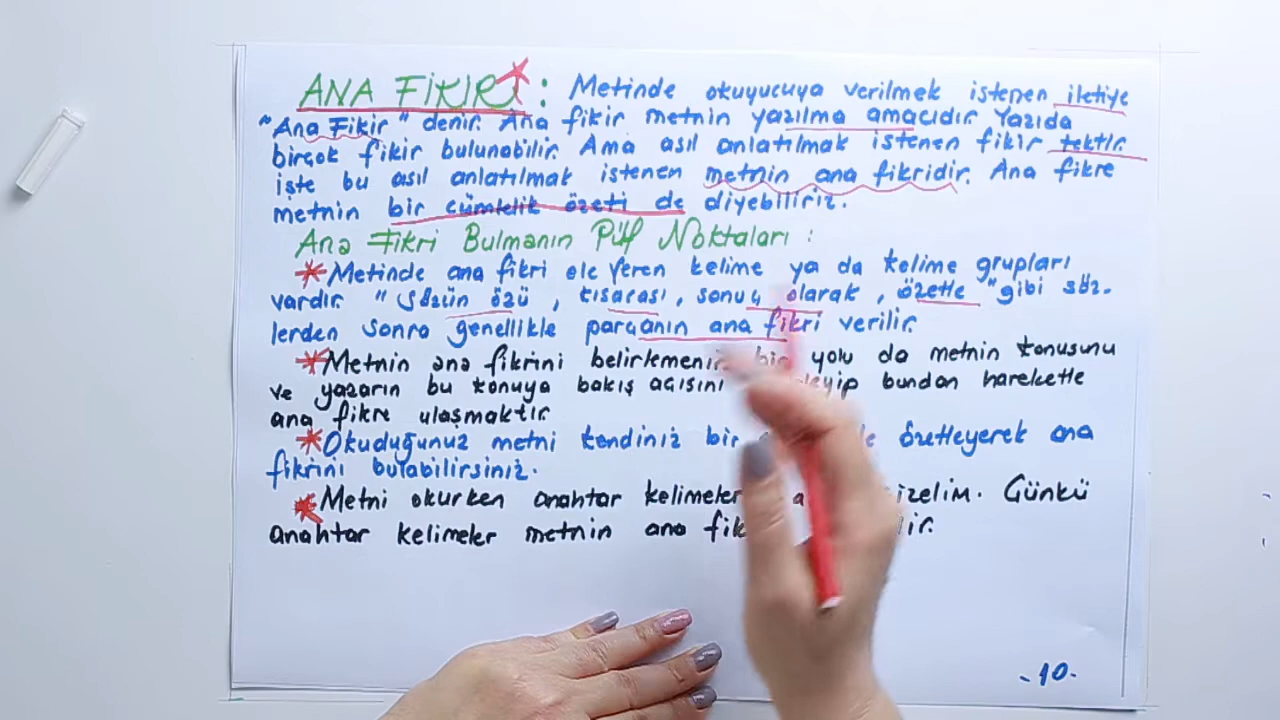 ANA FİKİR :  Metinde okuyucuya verilmek istenen iletiye
"Ana Fikir" denir. Ana fikir metnin yazılma amacıdır. Yazıda
birçok fikir bulunabilir. Ama asıl anlatılmak istenen fikir tektir.
İşte bu asıl anlatılmak istenen metnin ana fikridir. Ana fikre
metnin bir cümlelik özeti de diyebiliriz.
Ana Fikri Bulmanın Püf Noktaları :
* Metinde ana fikri ele veren kelime ya da kelime grupları
vardır. "Sözün özü, kısacası, sonuç olarak, özetle" gibi söz-
lerden sonra genellikle parçanın ana fikri verilir.
* Metnin ana fikrini belirlemenin bir yolu da metnin konusunu
ve yazarın bu konuya bakış açısını bundan hareketle
ana fikre ulaşmaktır.
* Okuduğunuz metni kendiniz bir özetleyerek ana
fikrini bulabilirsiniz.
* Metni okurken anahtar kelimeler Çünkü
anahtar kelimeler metnin ana
-10-